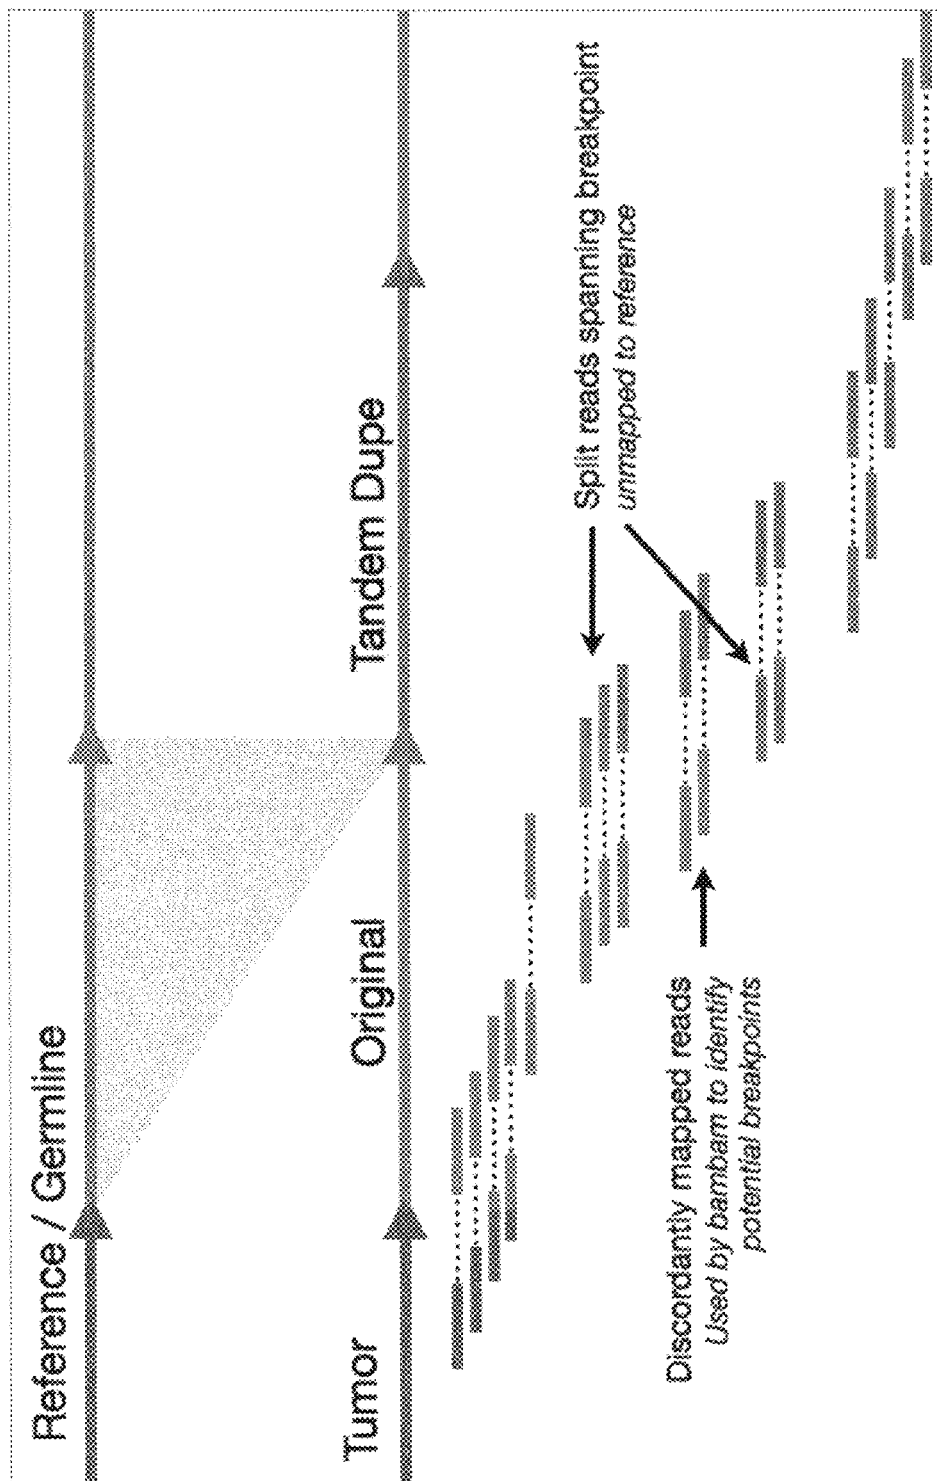 Reference / Germline
Tumor
Original
Tandem Dupe
Split reads spanning breakpoint
unmapped to reference
Discordantly mapped reads
Used by bambam to identify
potential breakpoints